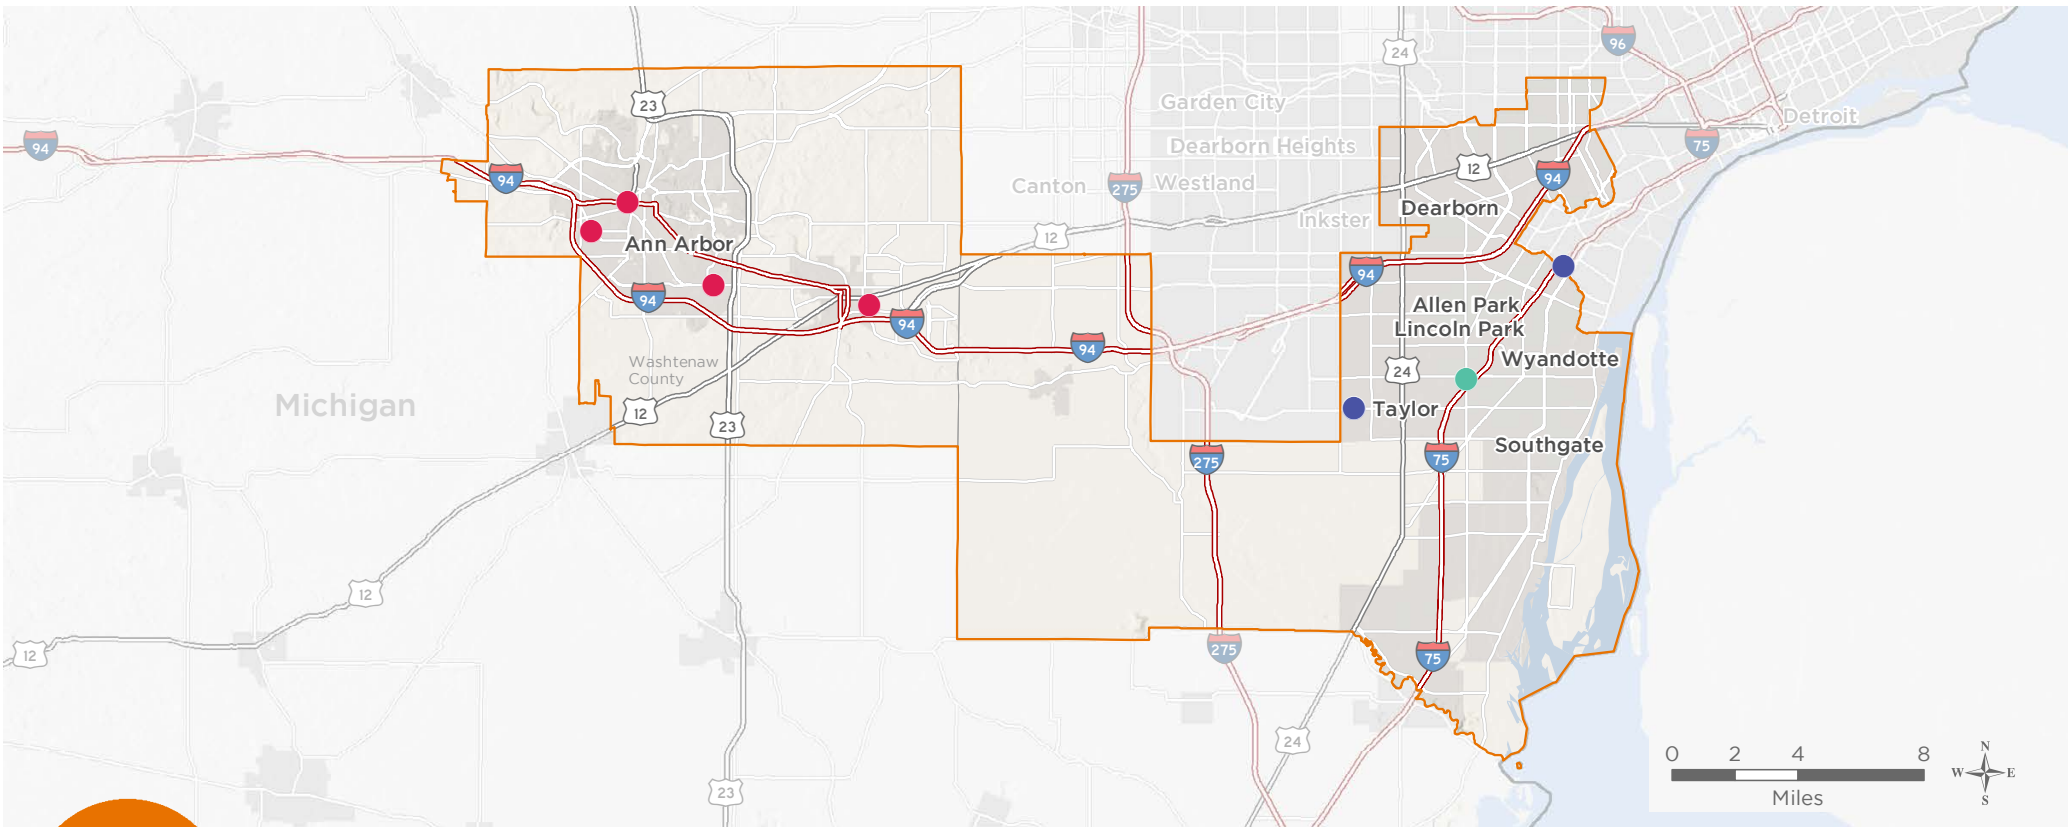 96
24
23
Garden City
Detroit
94
Dearborn Heights
75
12
94
94
Canton
275
Westland
Dearborn
Inkster
12
Ann Arbor
94
94
Allen Park
94
Lincoln Park
94
Washtenaw
County
Wyandotte
24
Michigan
12
Taylor
23
Southgate
275
75
12
12
275
75
24
0 2 4 8
Miles
N
W E
S
23